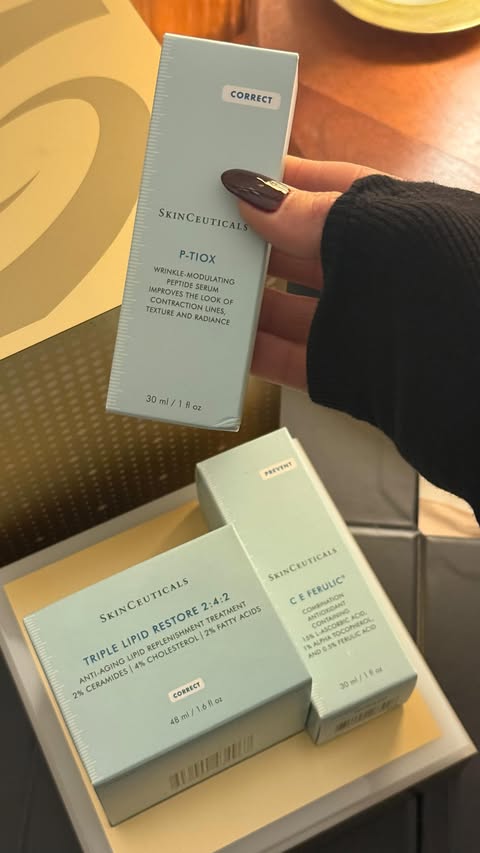 CORRECT
SKINCEUTICALS
P-TIOX
WRINKLE-MODULATING
PEPTIDE SERUM
IMPROVES THE LOOK OF
CONTRACTION LINES,
TEXTURE AND RADIANCE
30 ml / 1 fl oz
PREVENT
SKINCEUTICALS
C E FERULIC®
COMBINATION
ANTIOXIDANT
CONTAINING
15% L-ASCORBIC ACID,
1% ALPHA TOCOPHEROL,
AND 0.5% FERULIC ACID
30 ml / 1 fl oz
SKINCEUTICALS
TRIPLE LIPID RESTORE 2:4:2
ANTI-AGING LIPID REPLENISHMENT TREATMENT
2% CERAMIDES | 4% CHOLESTEROL | 2% FATTY ACIDS
CORRECT
48 ml / 1.6 fl oz